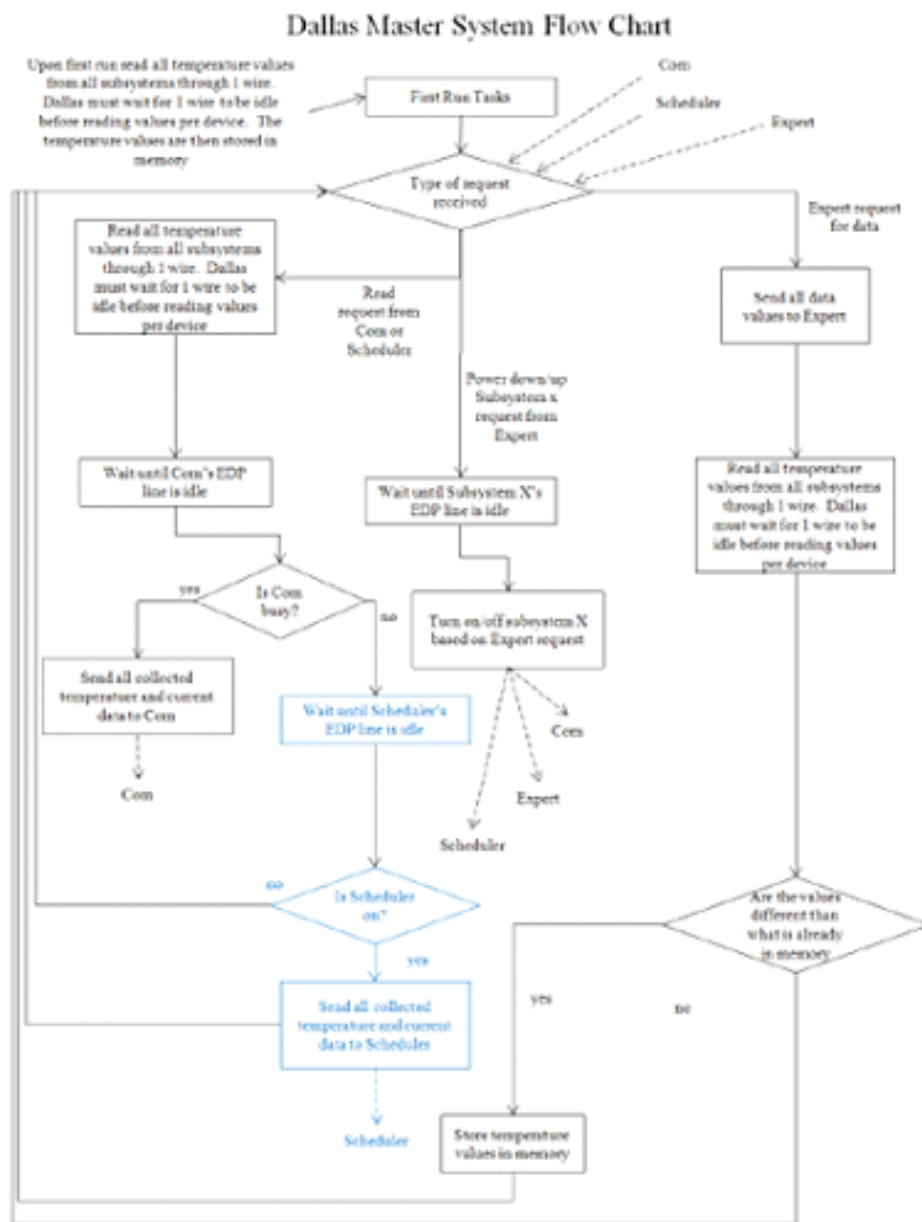 Dallas Master System Flow Chart
Upon first run read all temperature values
from all subsystems through 1 wire.
Dallas must wait for 1 wire to be idle
before reading values per device. The
temperature values are then stored in
memory
First Run Tasks
Com
Scheduler
Expert
Type of request
received
Read all temperature
values from all subsystems
through 1 wire. Dallas
must wait for 1 wire to be
idle before reading values
per device
Read
request from
Com or
Scheduler
Expert request
for data
Send all data
values to Expert
Power down/up
Subsystem x
request from
Expert
Wait until Com's EDP
line is idle
Wait until Subsystem X's
EDP line is idle
Read all temperature
values from all subsystems
through 1 wire. Dallas
must wait for 1 wire to be
idle before reading values
per device
yes
Is Com
busy?
no
Turn on/off subsystem X
based on Expert request
Send all collected
temperature and current
data to Com
Com
Wait until Scheduler's
EDP line is idle
Com
Expert
Scheduler
no
Is Scheduler
on?
yes
Are the values
different than
what is already
in memory
yes
no
Send all collected
temperature and current
data to Scheduler
Scheduler
Store temperature
values in memory